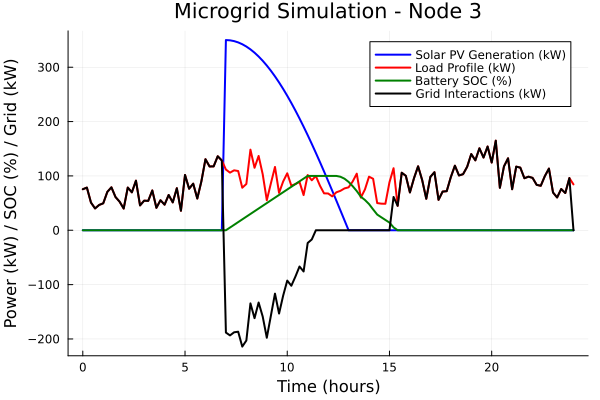 Microgrid Simulation - Node 3
Power (kW) / SOC (%) / Grid (kW)
Solar PV Generation (kW)
Load Profile (kW)
Battery SOC (%)
Grid Interactions (kW)
300
200
100
0
−100
−200
0 5 10 15 20
Time (hours)